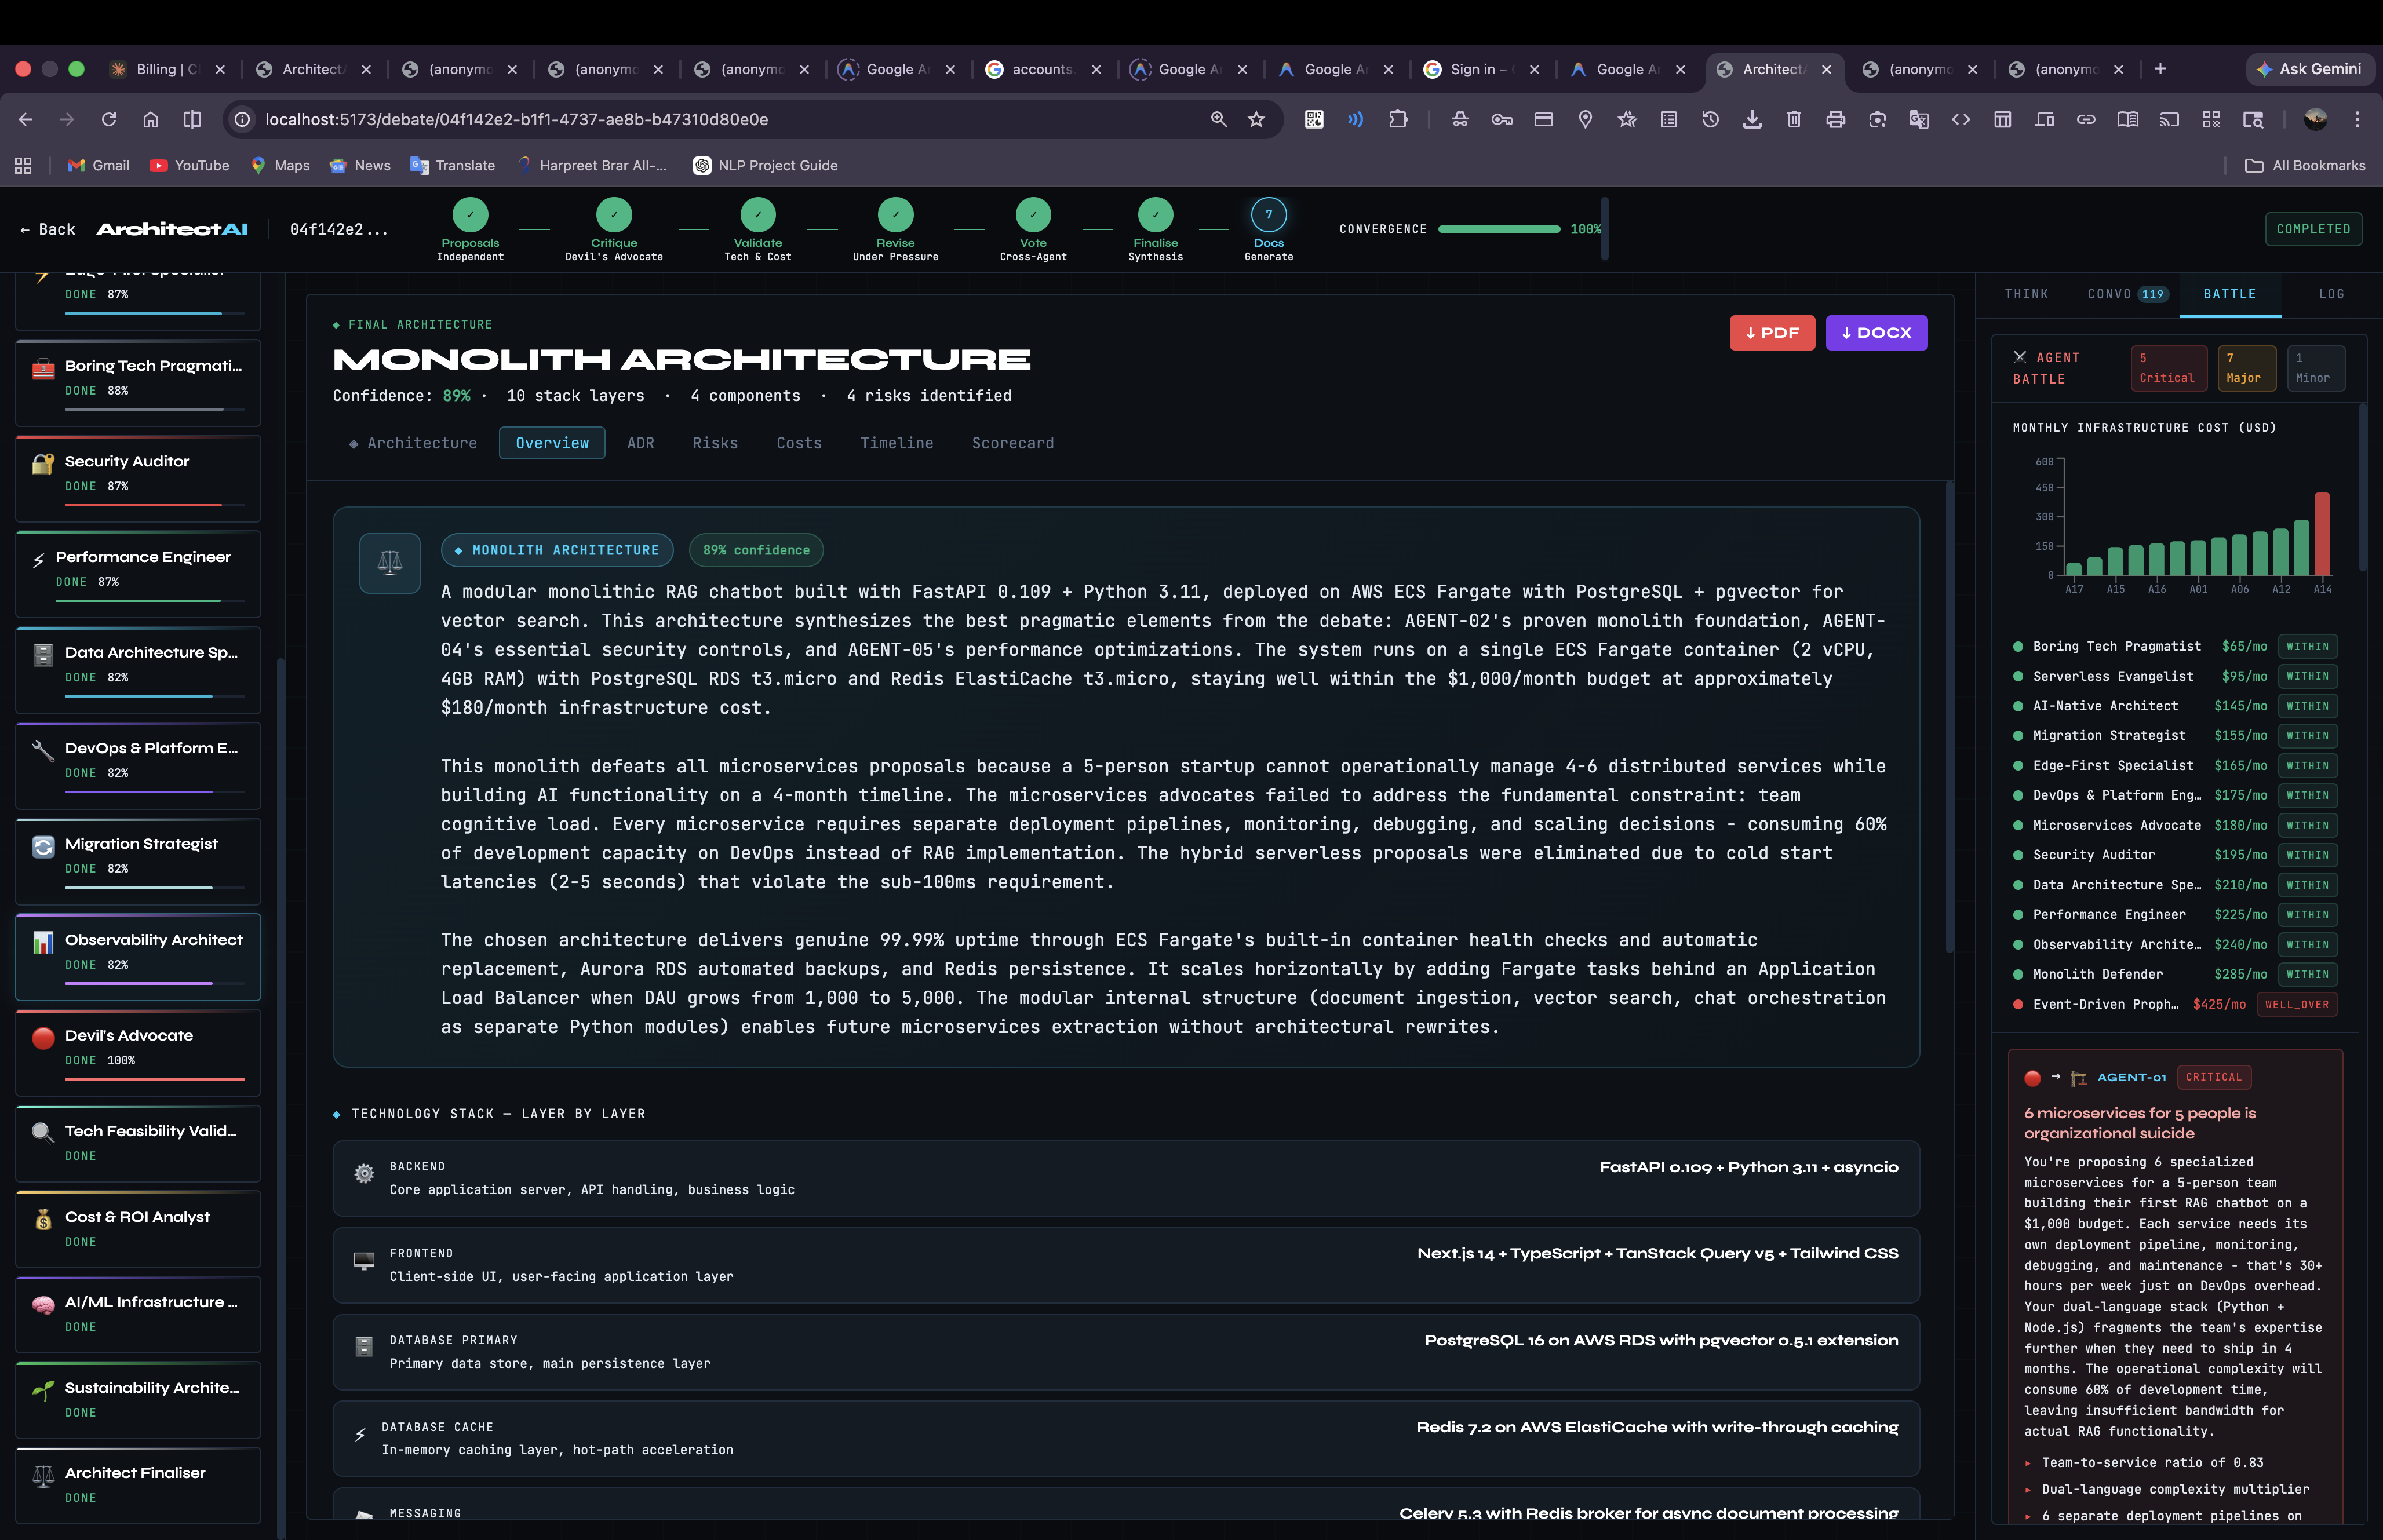 Billing | C
Architect
(anonymo
(anonymo
(anonymo
Google A
accounts.
Google A
Google A
Sign in –
Google A
Architect
(anonymo
(anonymo
Ask Gemini
localhost:5173/debate/04f142e2-b1f1-4737-ae8b-b47310d80e0e
Gmail
YouTube
Maps
News
Translate
Harpreet Brar All-...
NLP Project Guide
All Bookmarks
← Back
ArchitectAI
04f142e2...
✓ Proposals
Independent
✓ Critique
Devil's Advocate
✓ Validate
Tech & Cost
✓ Revise
Under Pressure
✓ Vote
Cross-Agent
✓ Finalise
Synthesis
7 Docs
Generate
CONVERGENCE 100%
COMPLETED
Edge-First Specialist
DONE 87%
Boring Tech Pragmati...
DONE 88%
Security Auditor
DONE 87%
Performance Engineer
DONE 87%
Data Architecture Sp...
DONE 82%
DevOps & Platform E...
DONE 82%
Migration Strategist
DONE 82%
Observability Architect
DONE 82%
Devil's Advocate
DONE 100%
Tech Feasibility Valid...
DONE
Cost & ROI Analyst
DONE
AI/ML Infrastructure ...
DONE
Sustainability Archite...
DONE
Architect Finaliser
DONE
◆ FINAL ARCHITECTURE
MONOLITH ARCHITECTURE
Confidence: 89% · 10 stack layers · 4 components · 4 risks identified
↓ PDF
↓ DOCX
◆ Architecture
Overview
ADR
Risks
Costs
Timeline
Scorecard
◆ MONOLITH ARCHITECTURE
89% confidence
A modular monolithic RAG chatbot built with FastAPI 0.109 + Python 3.11, deployed on AWS ECS Fargate with PostgreSQL + pgvector for
vector search. This architecture synthesizes the best pragmatic elements from the debate: AGENT-02's proven monolith foundation, AGENT-
04's essential security controls, and AGENT-05's performance optimizations. The system runs on a single ECS Fargate container (2 vCPU,
4GB RAM) with PostgreSQL RDS t3.micro and Redis ElastiCache t3.micro, staying well within the $1,000/month budget at approximately
$180/month infrastructure cost.
This monolith defeats all microservices proposals because a 5-person startup cannot operationally manage 4-6 distributed services while
building AI functionality on a 4-month timeline. The microservices advocates failed to address the fundamental constraint: team
cognitive load. Every microservice requires separate deployment pipelines, monitoring, debugging, and scaling decisions - consuming 60%
of development capacity on DevOps instead of RAG implementation. The hybrid serverless proposals were eliminated due to cold start
latencies (2-5 seconds) that violate the sub-100ms requirement.
The chosen architecture delivers genuine 99.99% uptime through ECS Fargate's built-in container health checks and automatic
replacement, Aurora RDS automated backups, and Redis persistence. It scales horizontally by adding Fargate tasks behind an Application
Load Balancer when DAU grows from 1,000 to 5,000. The modular internal structure (document ingestion, vector search, chat orchestration
as separate Python modules) enables future microservices extraction without architectural rewrites.
◆ TECHNOLOGY STACK — LAYER BY LAYER
BACKEND
Core application server, API handling, business logic
FastAPI 0.109 + Python 3.11 + asyncio
FRONTEND
Client-side UI, user-facing application layer
Next.js 14 + TypeScript + TanStack Query v5 + Tailwind CSS
DATABASE PRIMARY
Primary data store, main persistence layer
PostgreSQL 16 on AWS RDS with pgvector 0.5.1 extension
DATABASE CACHE
In-memory caching layer, hot-path acceleration
Redis 7.2 on AWS ElastiCache with write-through caching
MESSAGING
Celery 5.3 with Redis broker for async document processing
THINK
CONVO 119
BATTLE
LOG
AGENT
BATTLE
5
Critical
7
Major
1
Minor
MONTHLY INFRASTRUCTURE COST (USD)
600
450
300
150
0
A17 A15 A16 A01 A06 A12 A14
Boring Tech Pragmatist $65/mo WITHIN
Serverless Evangelist $95/mo WITHIN
AI-Native Architect $145/mo WITHIN
Migration Strategist $155/mo WITHIN
Edge-First Specialist $165/mo WITHIN
DevOps & Platform Eng… $175/mo WITHIN
Microservices Advocate $180/mo WITHIN
Security Auditor $195/mo WITHIN
Data Architecture Spe… $210/mo WITHIN
Performance Engineer $225/mo WITHIN
Observability Archite… $240/mo WITHIN
Monolith Defender $285/mo WITHIN
Event-Driven Proph… $425/mo WELL_OVER
→ AGENT-01 CRITICAL
6 microservices for 5 people is
organizational suicide
You're proposing 6 specialized
microservices for a 5-person team
building their first RAG chatbot on a
$1,000 budget. Each service needs its
own deployment pipeline, monitoring,
debugging, and maintenance - that's 30+
hours per week just on DevOps overhead.
Your dual-language stack (Python +
Node.js) fragments the team's expertise
further when they need to ship in 4
months. The operational complexity will
consume 60% of development time,
leaving insufficient bandwidth for
actual RAG functionality.
▸ Team-to-service ratio of 0.83
▸ Dual-language complexity multiplier
▸ 6 separate deployment pipelines on